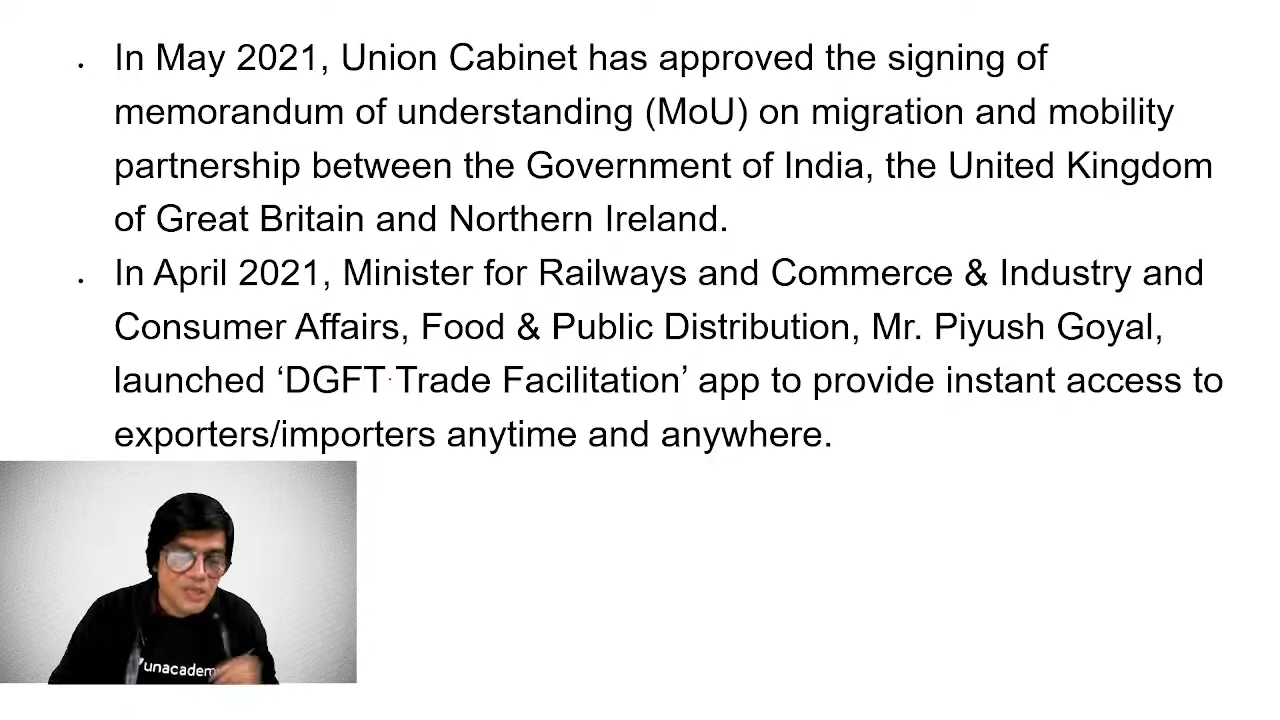 In May 2021, Union Cabinet has approved the signing of
memorandum of understanding (MoU) on migration and mobility
partnership between the Government of India, the United Kingdom
of Great Britain and Northern Ireland.
In April 2021, Minister for Railways and Commerce & Industry and
Consumer Affairs, Food & Public Distribution, Mr. Piyush Goyal,
launched ‘DGFT Trade Facilitation’ app to provide instant access to
exporters/importers anytime and anywhere.
unacadem